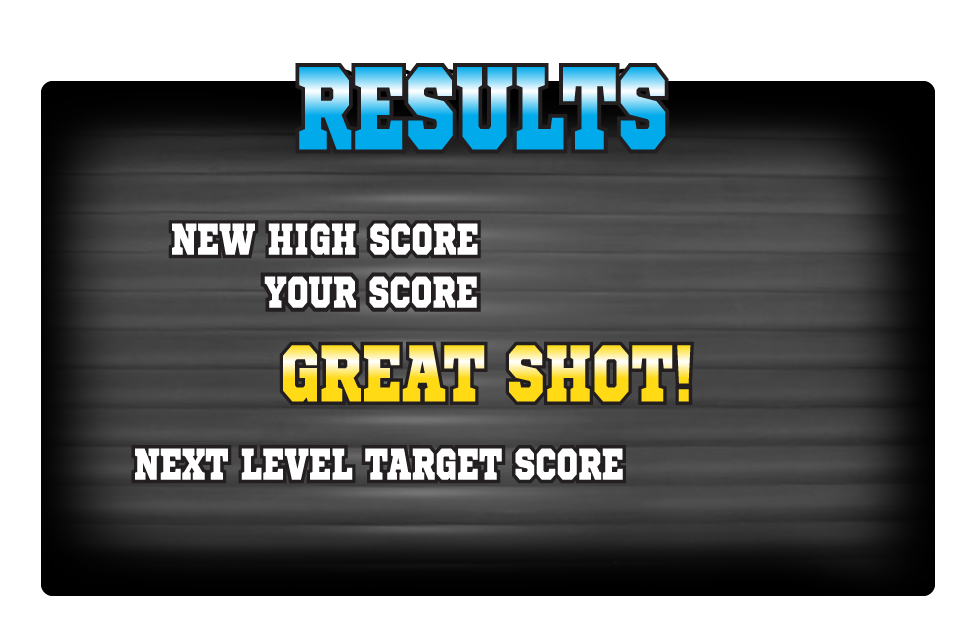 RESULTS
NEW HIGH SCORE
YOUR SCORE
GREAT SHOT!
NEXT LEVEL TARGET SCORE